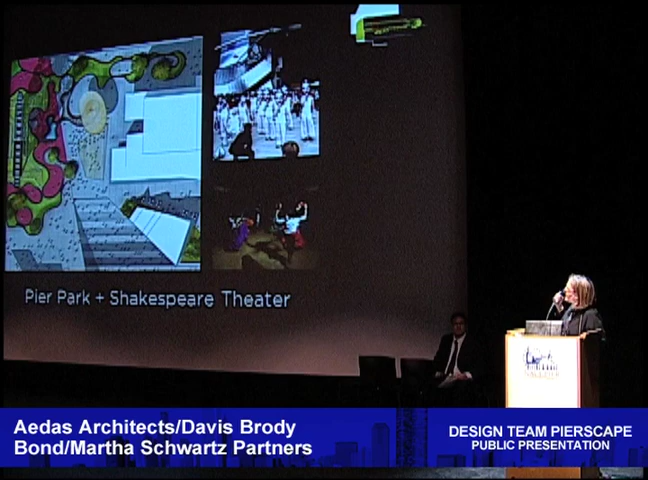 Pier Park + Shakespeare Theater
Aedas Architects/Davis Brody
Bond/Martha Schwartz Partners
DESIGN TEAM PIERSCAPE
PUBLIC PRESENTATION